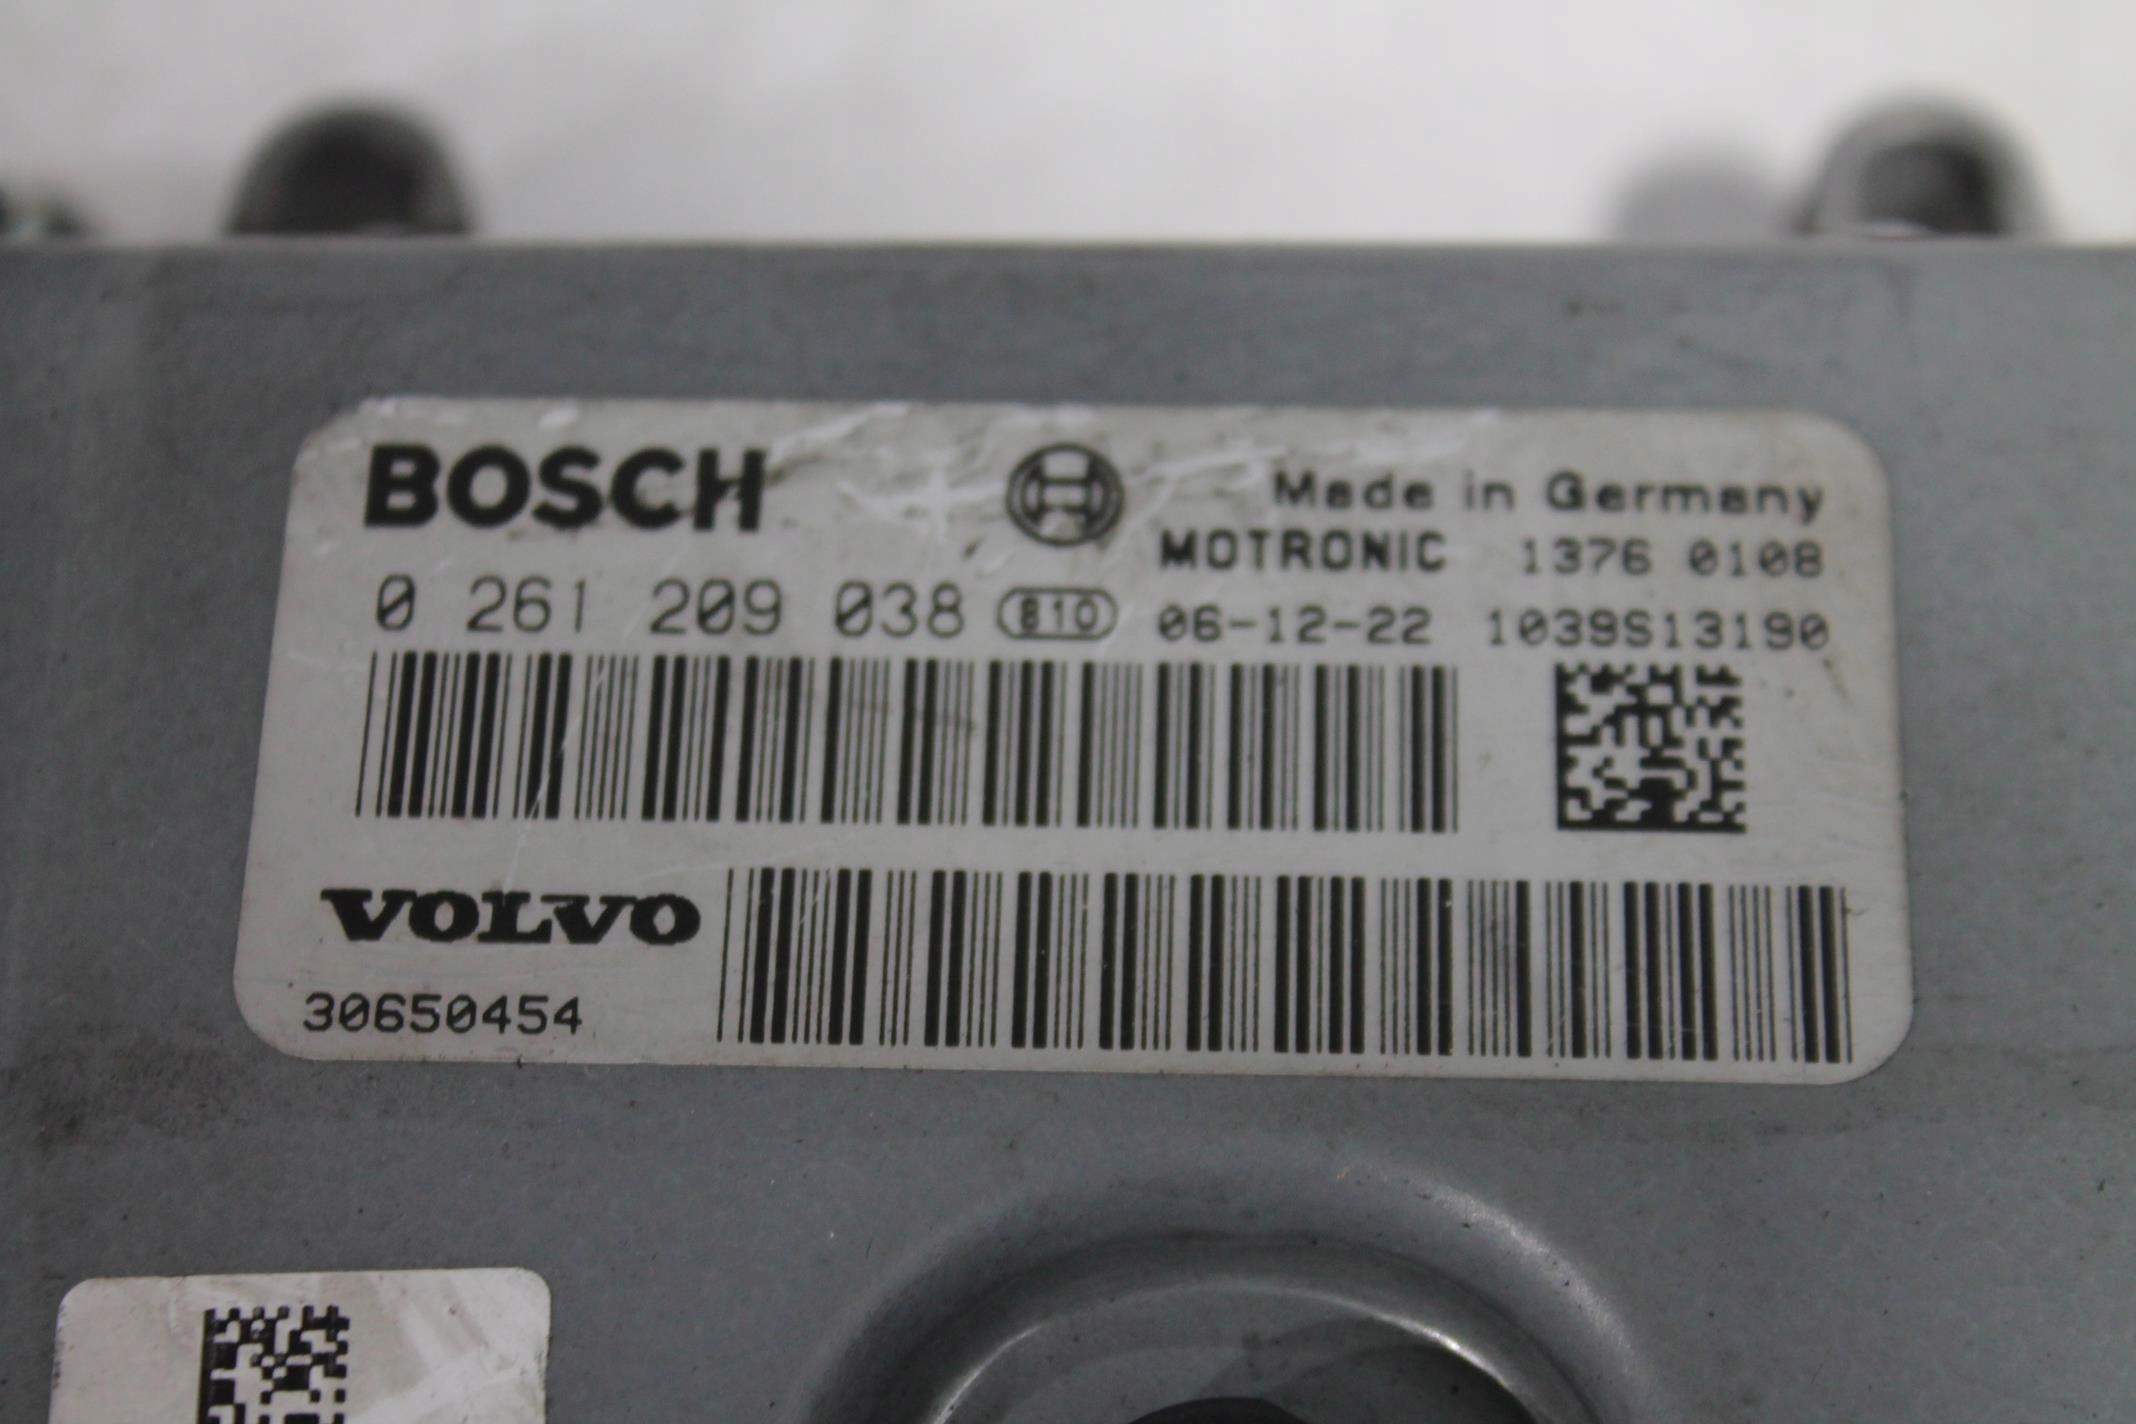 BOSCH
Made in Germany
MOTRONIC 1376 0108
0 261 209 038 810 06-12-22 1039S13190
VOLVO
30650454